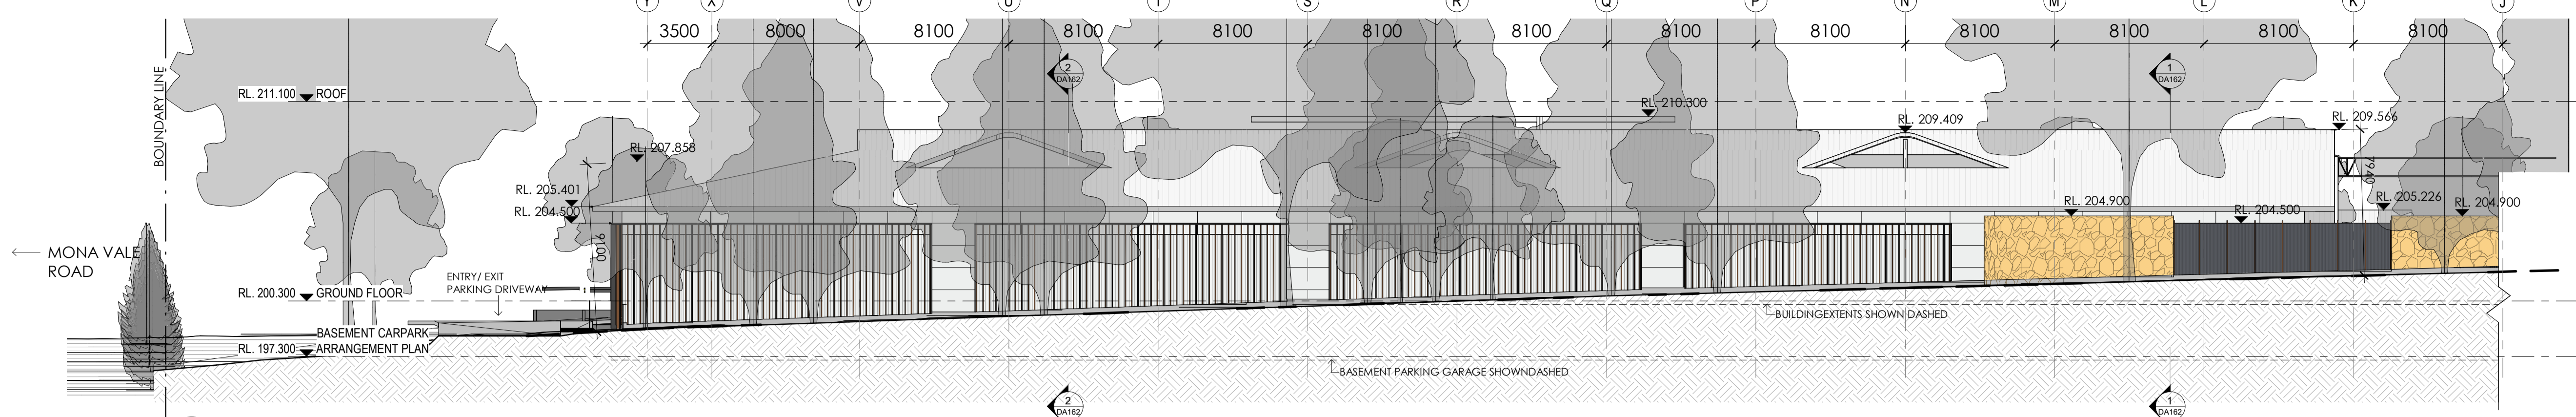 Y X V U T S R Q P N M L K J
3500 8000 8100 8100 8100 8100 8100 8100 8100 8100 8100 8100 8100
BOUNDARY LINE
2
DA162
1
DA162
RL. 211.100 ROOF
RL. 210.300
RL. 209.409
RL. 209.566
RL. 207.858
7940
RL. 205.401
RL. 204.500
RL. 204.900
RL. 204.500
RL. 205.226
RL. 204.900
9100
MONA VALE
ROAD
ENTRY/ EXIT
PARKING DRIVEWAY
RL. 200.300 GROUND FLOOR
BUILDINGEXTENTS SHOWN DASHED
BASEMENT CARPARK
RL. 197.300 ARRANGEMENT PLAN
BASEMENT PARKING GARAGE SHOWNDASHED
2
DA162
1
DA162